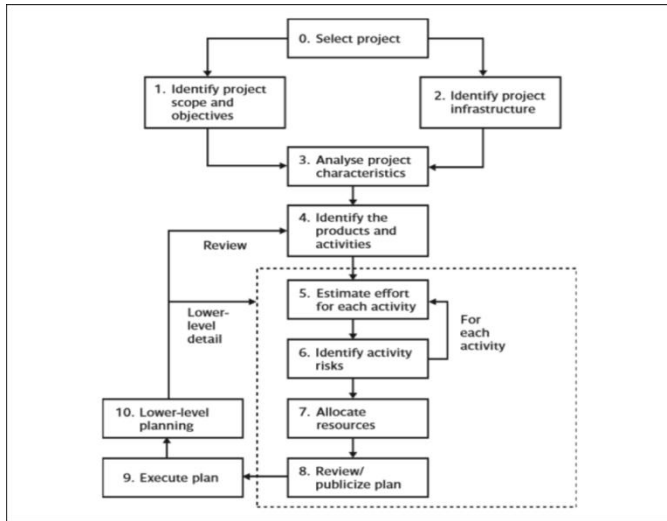 0. Select project
1. Identify project
scope and
objectives
2. Identify project
infrastructure
3. Analyse project
characteristics
4. Identify the
products and
activities
Review
5. Estimate effort
for each activity
Lower-
level
detail
For
each
activity
6. Identify activity
risks
7. Allocate
resources
10. Lower-level
planning
8. Review/
publicize plan
9. Execute plan